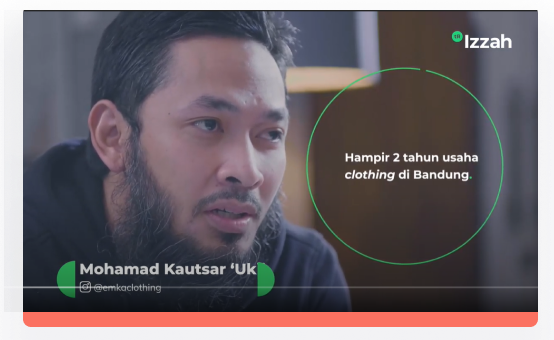 Izzah
Hampir 2 tahun usaha
clothing di Bandung.
Mohamad Kautsar ‘Uk
@emkaclothing